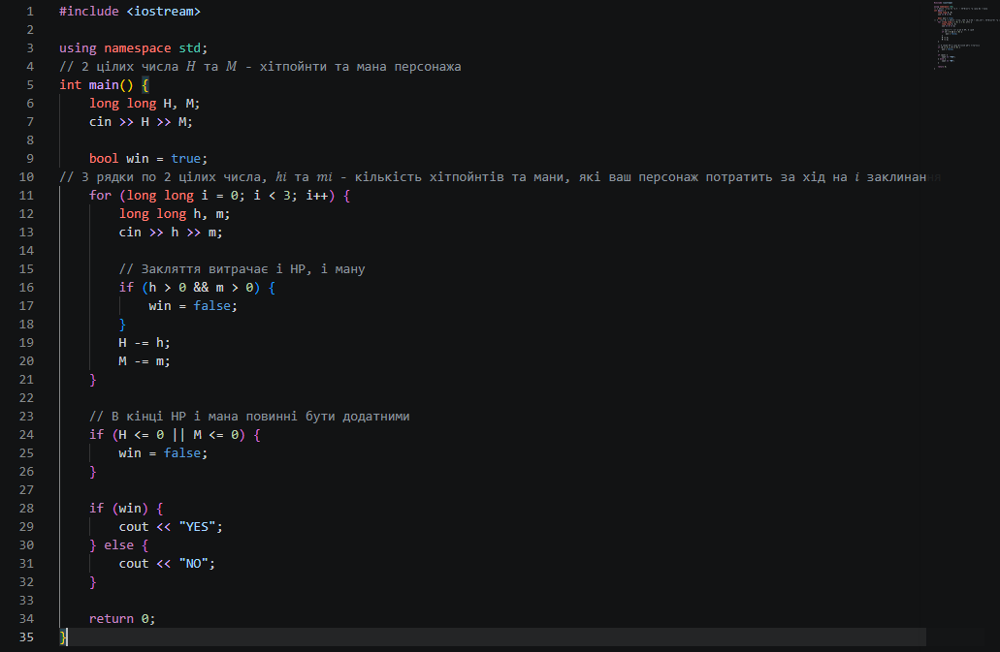 1 #include <iostream>
2
3 using namespace std;
4 // 2 цілих числа 𝐻 та 𝑀 - хітпойнти та мана персонажа
5 int main() {
6 long long H, M;
7 cin >> H >> M;
8
9 bool win = true;
10 // 3 рядки по 2 цілих числа, ℎ𝑖 та 𝑚𝑖 - кількість хітпойнтів та мани, які ваш персонаж потратить за хід на 𝑖 заклинання
11 for (long long i = 0; i < 3; i++) {
12 long long h, m;
13 cin >> h >> m;
14
15 // Закляття витрачає і HP, і ману
16 if (h > 0 && m > 0) {
17 win = false;
18 }
19 H -= h;
20 M -= m;
21 }
22
23 // В кінці HP і мана повинні бути додатними
24 if (H <= 0 || M <= 0) {
25 win = false;
26 }
27
28 if (win) {
29 cout << "YES";
30 } else {
31 cout << "NO";
32 }
33
34 return 0;
35 }